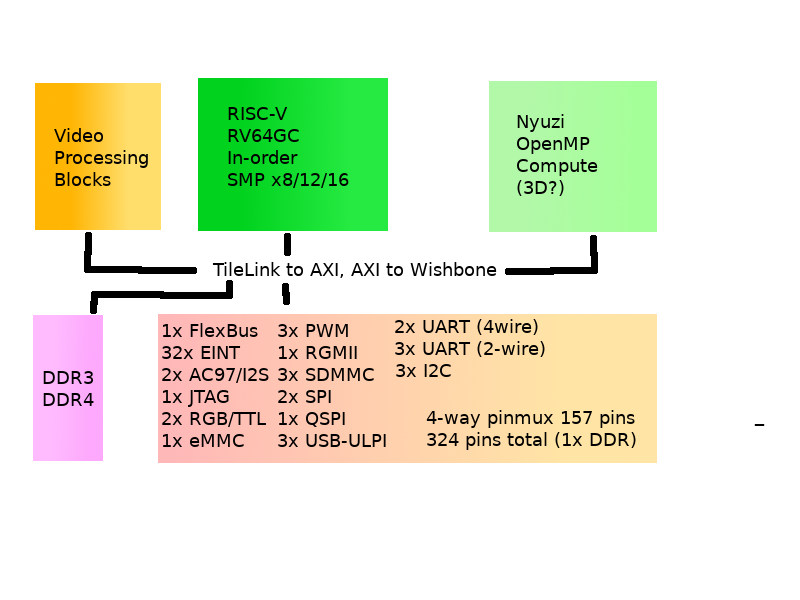 Video
Processing
Blocks
RISC-V
RV64GC
In-order
SMP x8/12/16
Nyuzi
OpenMP
Compute
(3D?)
TileLink to AXI, AXI to Wishbone
DDR3
DDR4
1x FlexBus
32x EINT
2x AC97/I2S
1x JTAG
2x RGB/TTL
1x eMMC
3x PWM
1x RGMII
3x SDMMC
2x SPI
1x QSPI
3x USB-ULPI
2x UART (4wire)
3x UART (2-wire)
3x I2C
4-way pinmux 157 pins
324 pins total (1x DDR)
_